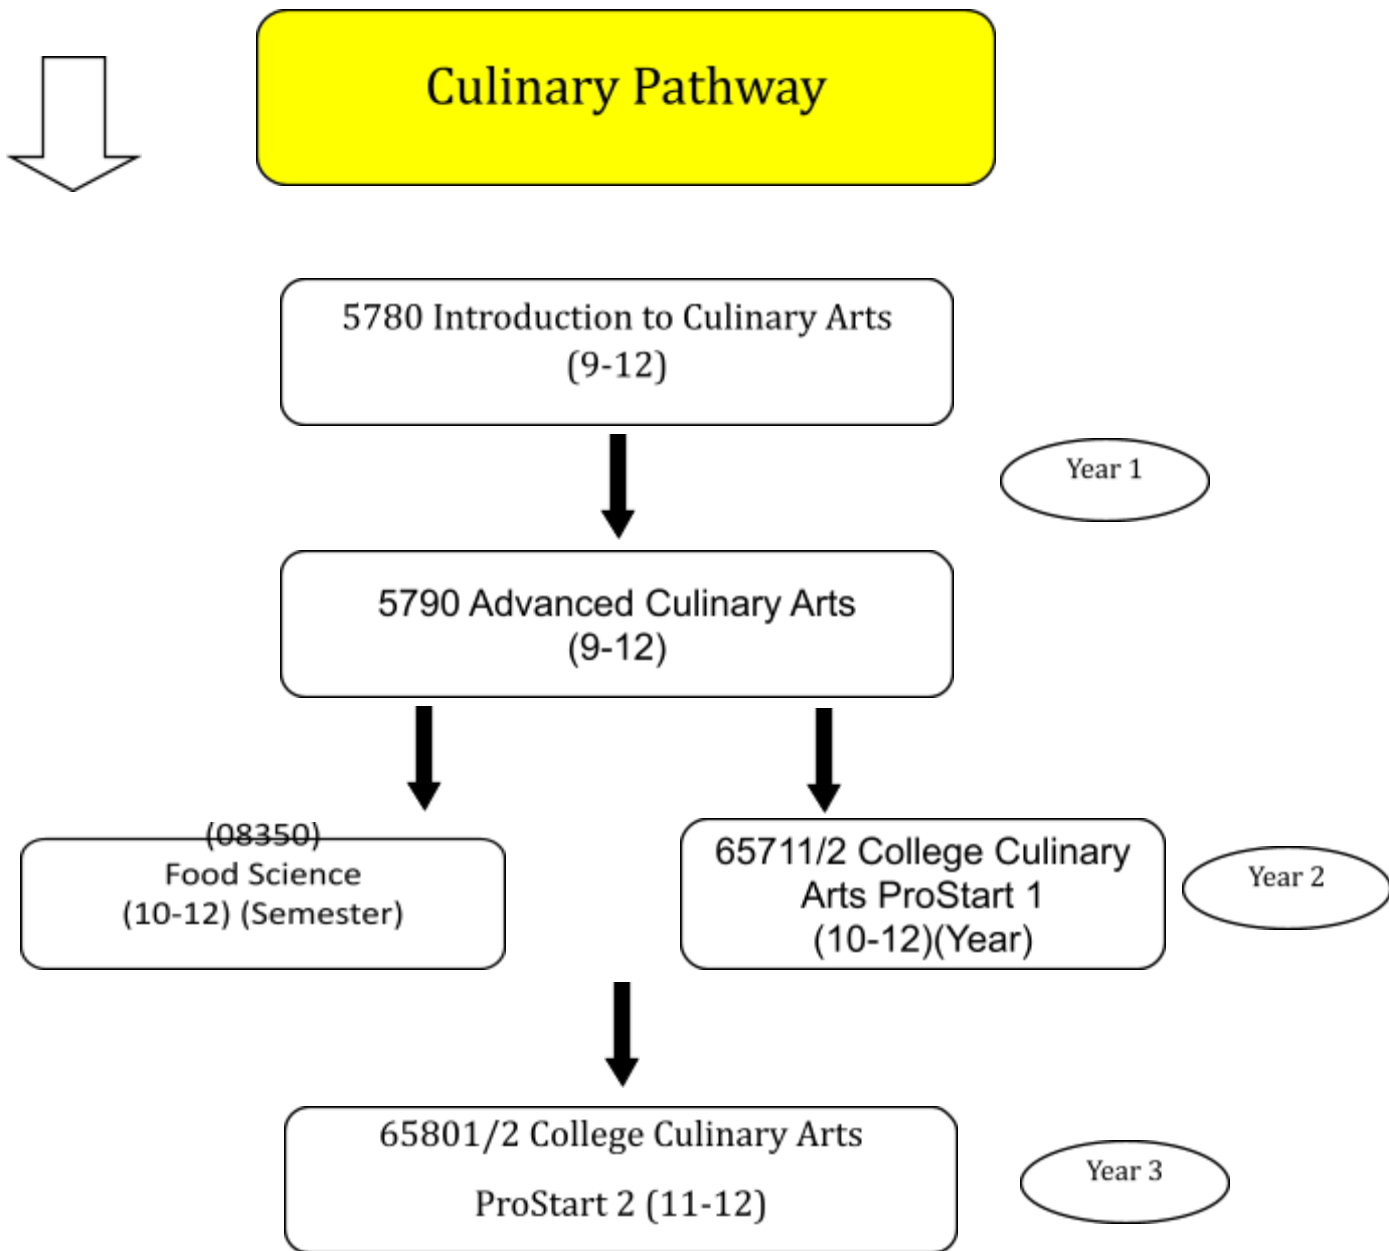 Culinary Pathway
5780 Introduction to Culinary Arts
(9-12)
Year 1
5790 Advanced Culinary Arts
(9-12)
(08350)
Food Science
(10-12) (Semester)
65711/2 College Culinary
Arts ProStart 1
(10-12)(Year)
Year 2
65801/2 College Culinary Arts
ProStart 2 (11-12)
Year 3